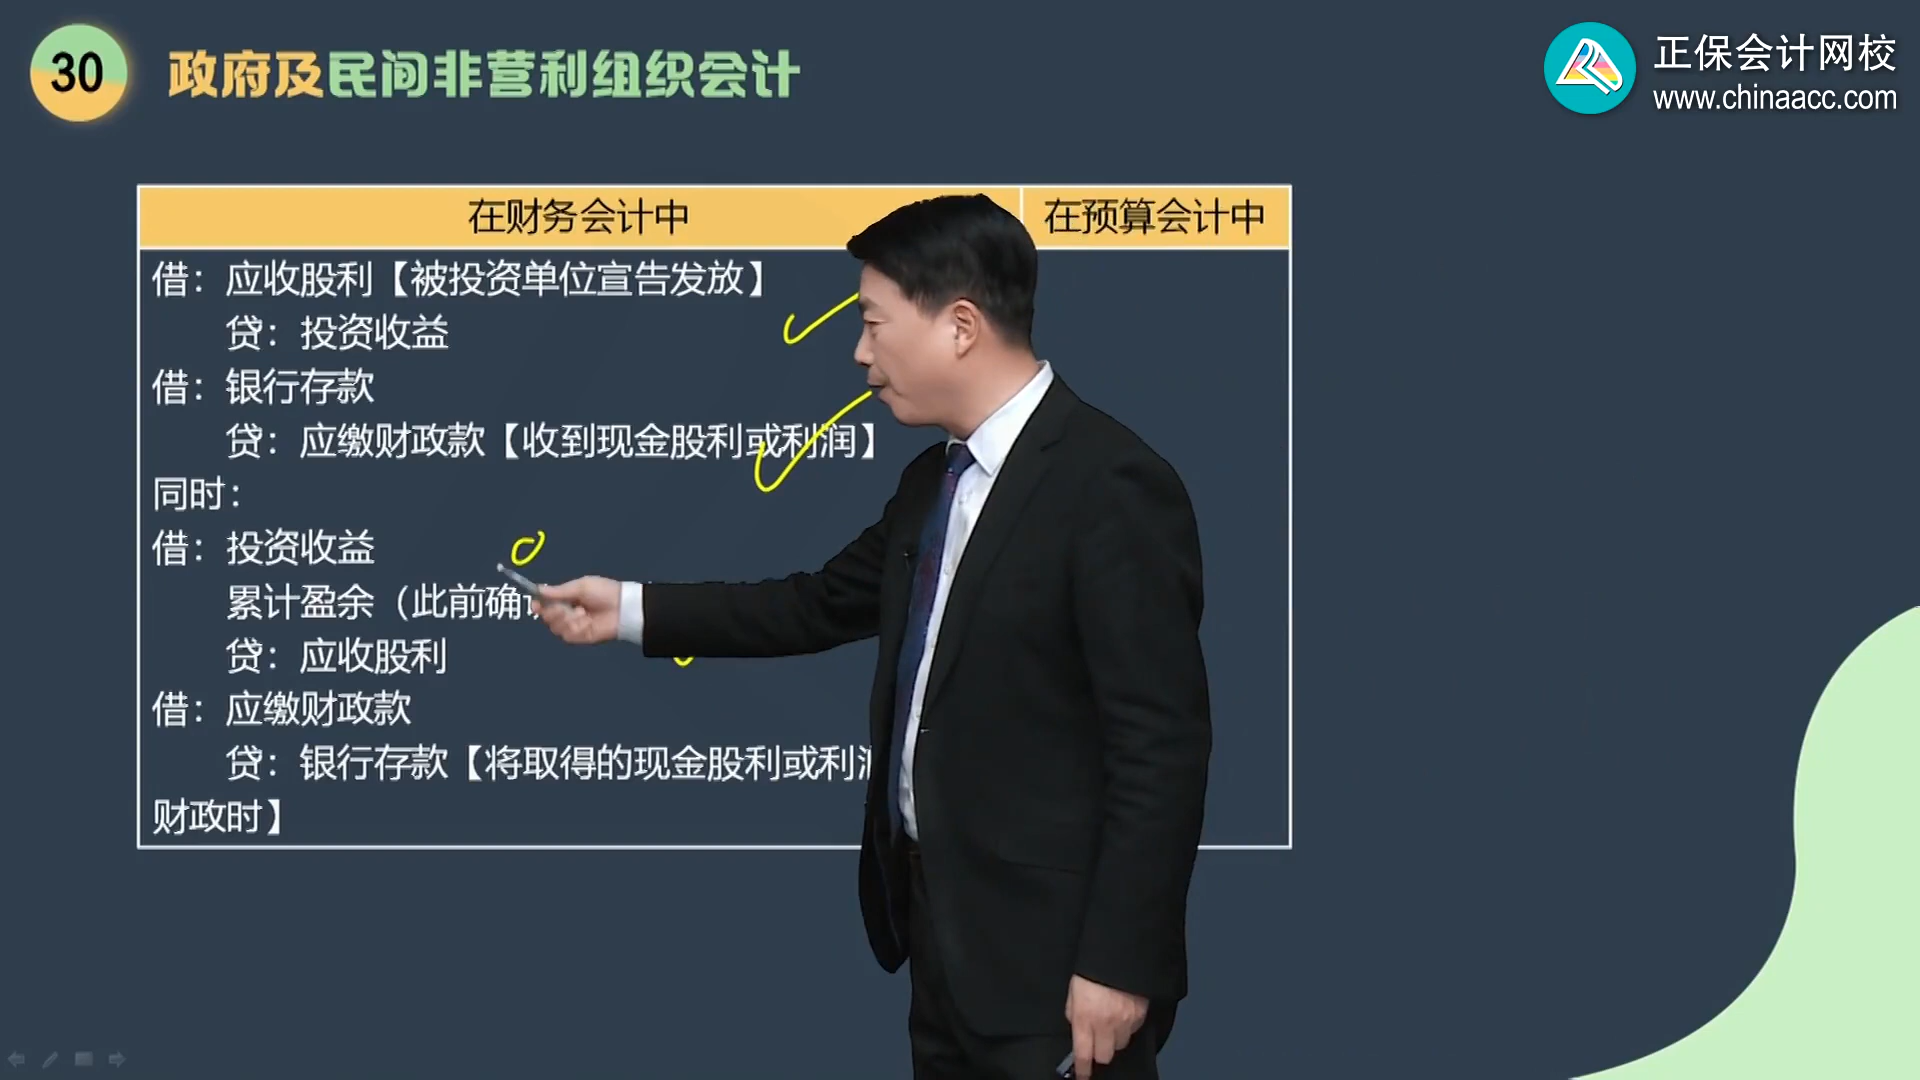 30
政府及民间非营利组织会计
正保会计网校
www.chinaacc.com
在财务会计中
在预算会计中
借：应收股利【被投资单位宣告发放】
贷：投资收益
借：银行存款
贷：应缴财政款【收到现金股利或利润】
同时：
借：投资收益
累计盈余（此前确
贷：应收股利
借：应缴财政款
贷：银行存款【将取得的现金股利或利
财政时】